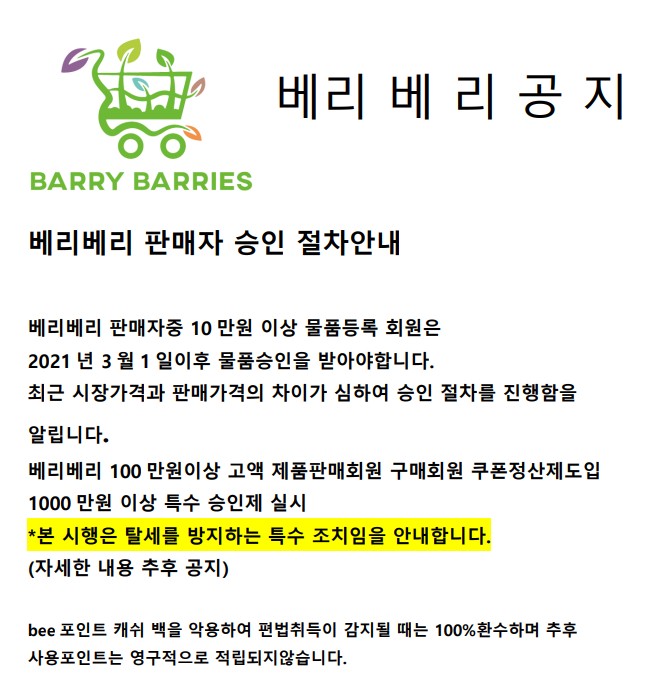 베리 베 리 공 지
BARRY BARRIES
베리베리 판매자 승인 절차안내
베리베리 판매자중 10 만원 이상 물품등록 회원은
2021 년 3 월 1 일이후 물품승인을 받아야합니다.
최근 시장가격과 판매가격의 차이가 심하여 승인 절차를 진행함을
알립니다.
베리베리 100 만원이상 고액 제품판매회원 구매회원 쿠폰정산제도입
1000 만원 이상 특수 승인제 실시
*본 시행은 탈세를 방지하는 특수 조치임을 안내합니다.
(자세한 내용 추후 공지)
bee 포인트 캐쉬 백을 악용하여 편법취득이 감지될 때는 100%환수하며 추후
사용포인트는 영구적으로 적립되지않습니다.